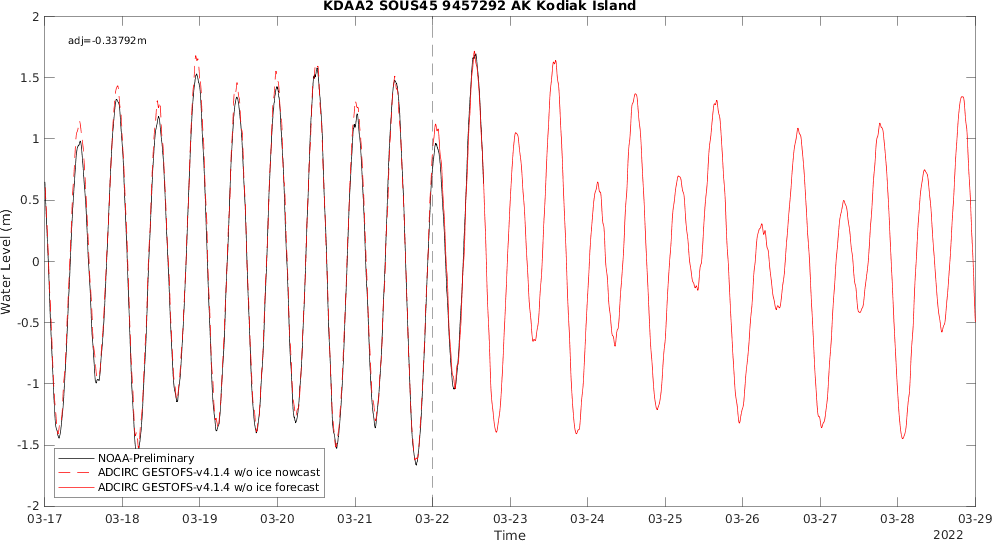 KDAA2 SOUS45 9457292 AK Kodiak Island
adj=-0.33792m
2
1.5
1
0.5
0
-0.5
-1
-1.5
-2
Water Level (m)
NOAA-Preliminary
ADCIRC GESTOFS-v4.1.4 w/o ice nowcast
ADCIRC GESTOFS-v4.1.4 w/o ice forecast
03-17 03-18 03-19 03-20 03-21 03-22 03-23 03-24 03-25 03-26 03-27 03-28 03-29
Time
2022